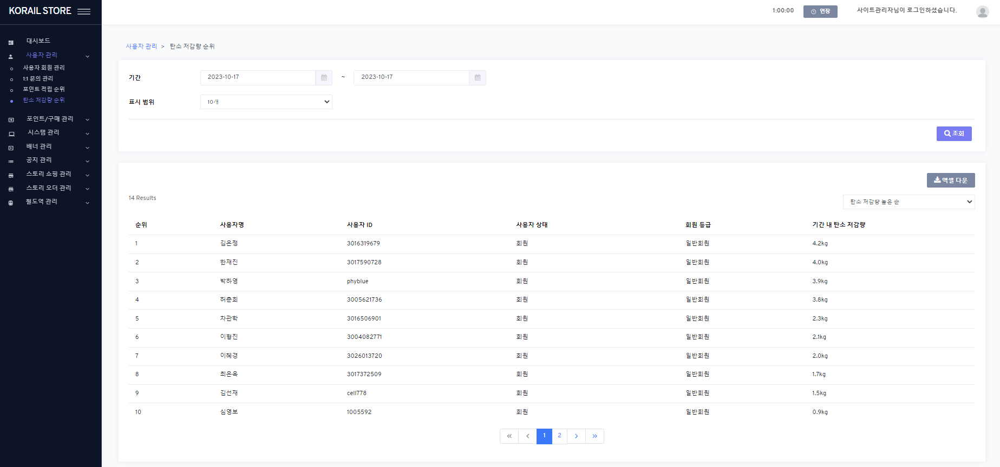 KORAIL STORE
1:00:00
연장
사이트관리자님이 로그인하셨습니다.
대시보드
사용자 관리
사용자 회원 관리
1:1 문의 관리
포인트 적립 순위
탄소 저감량 순위
포인트/구매 관리
시스템 관리
배너 관리
공지 관리
스토리 쇼핑 관리
스토리 오더 관리
철도역 관리
사용자 관리 > 탄소 저감량 순위
기간 2023-10-17 ~ 2023-10-17
표시 범위 10개
조회
엑셀 다운
14 Results
탄소 저감량 높은 순
순위 사용자명 사용자 ID 사용자 상태 회원 등급 기간 내 탄소 저감량
1 김은정 3016319679 회원 일반회원 4.2kg
2 한재진 3017590728 회원 일반회원 4.0kg
3 박하영 phyblue 회원 일반회원 3.9kg
4 허준희 3005621736 회원 일반회원 3.8kg
5 차관학 3016506901 회원 일반회원 2.3kg
6 이형진 3004082771 회원 일반회원 2.1kg
7 이혜경 3026013720 회원 일반회원 2.0kg
8 최은옥 3017372509 회원 일반회원 1.7kg
9 김선재 cell778 회원 일반회원 1.5kg
10 심영보 1005592 회원 일반회원 0.9kg
« ‹ 1 2 › »